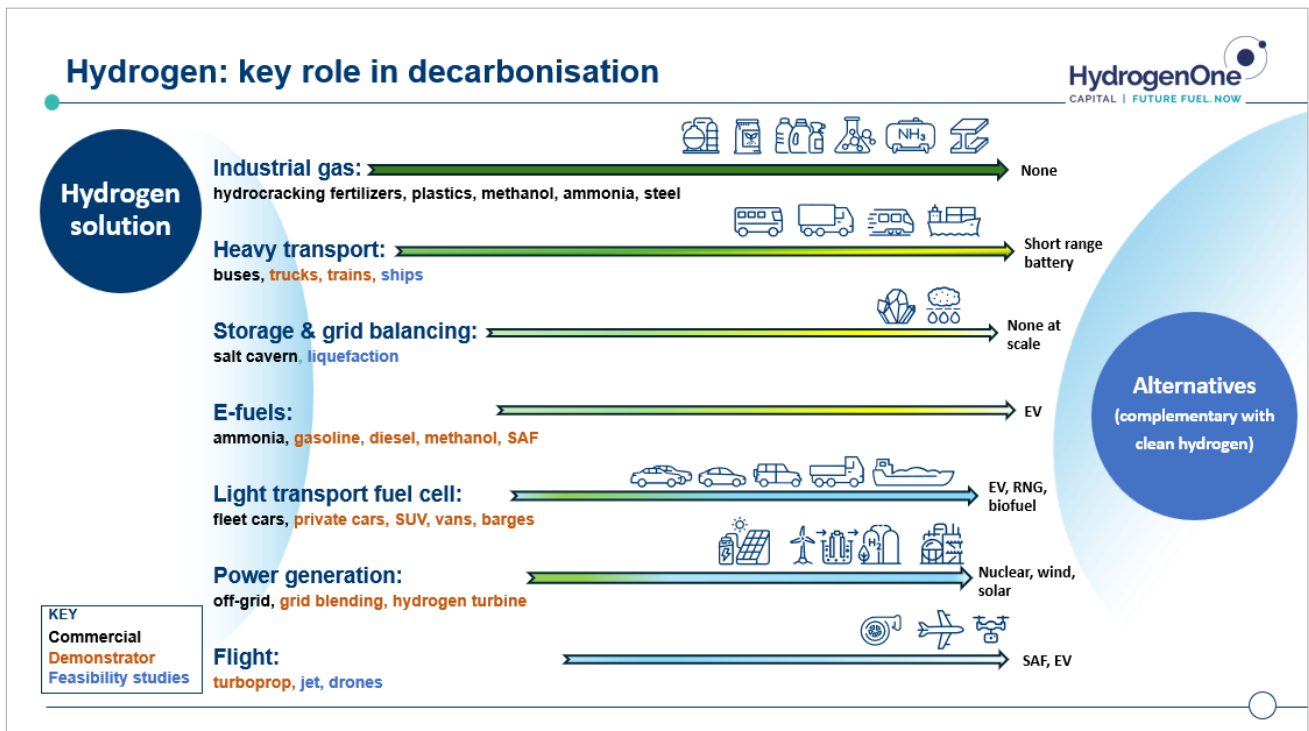 Hydrogen: key role in decarbonisation
HydrogenOne
CAPITAL | FUTURE FUEL.NOW
Hydrogen
solution
Industrial gas:
hydrocracking fertilizers, plastics, methanol, ammonia, steel
NH3
None
Heavy transport:
buses, trucks, trains, ships
Short range
battery
Storage & grid balancing:
salt cavern, liquefaction
None at
scale
E-fuels:
ammonia, gasoline, diesel, methanol, SAF
EV
Light transport fuel cell:
fleet cars, private cars, SUV, vans, barges
EV, RNG,
biofuel
Power generation:
off-grid, grid blending, hydrogen turbine
H2
Nuclear, wind,
solar
Flight:
turboprop, jet, drones
SAF, EV
Alternatives
(complementary with
clean hydrogen)
KEY
Commercial
Demonstrator
Feasibility studies